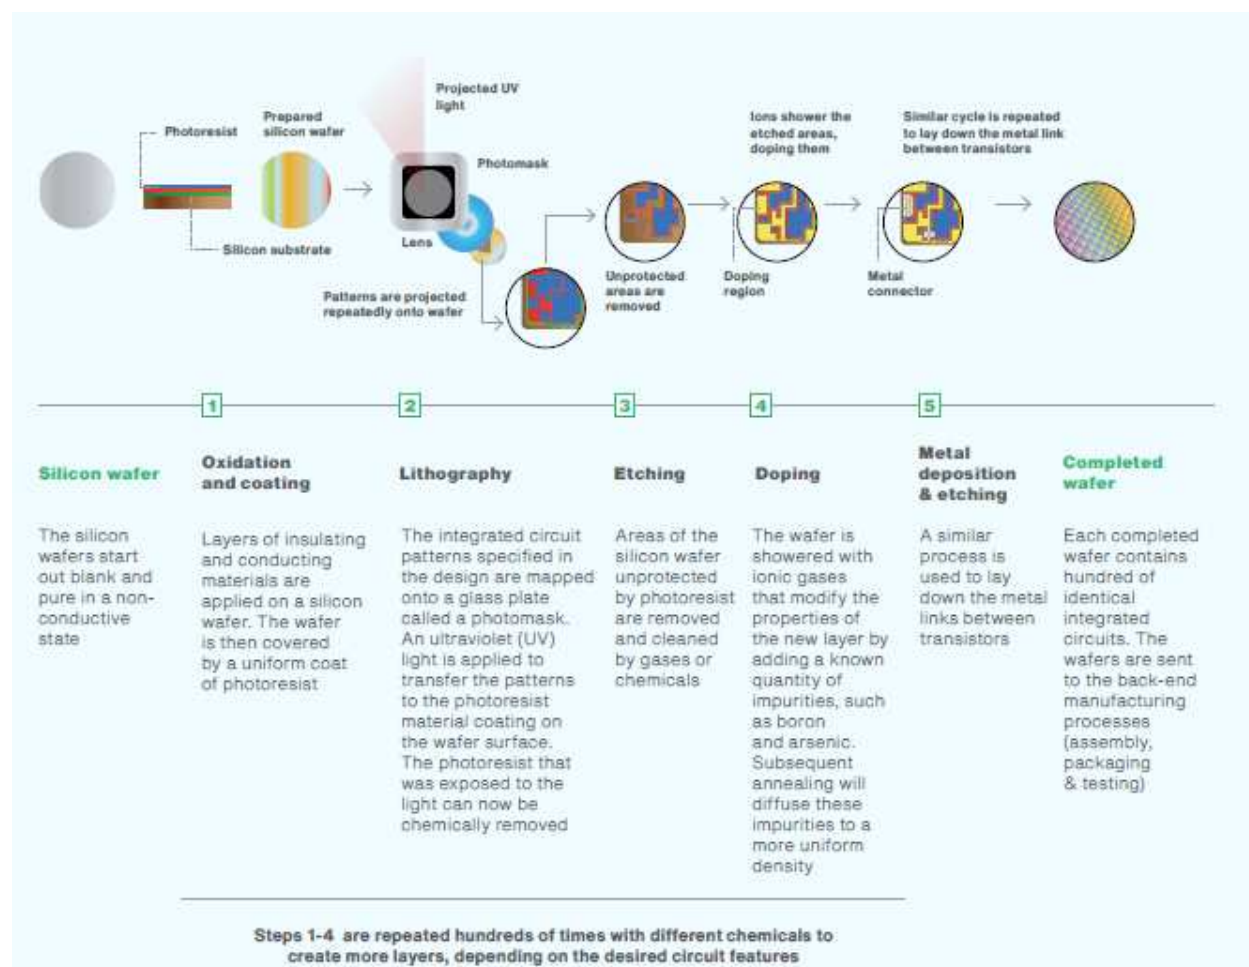 Projected UV
light
Prepared
silicon wafer
Photoresist
Ions shower the
etched areas,
doping them
Similar cycle is repeated
to lay down the metal link
between transistors
Photomask
Lens
Silicon substrate
Patterns are projected
repeatedly onto wafer
Unprotected
areas are
removed
Doping
region
Metal
connector
1
2
3
4
5
Silicon wafer
The silicon
wafers start
out blank and
pure in a non-
conductive
state
Oxidation
and coating
Layers of insulating
and conducting
materials are
applied on a silicon
wafer. The wafer
is then covered
by a uniform coat
of photoresist
Lithography
The integrated circuit
patterns specified in
the design are mapped
onto a glass plate
called a photomask.
An ultraviolet (UV)
light is applied to
transfer the patterns
to the photoresist
material coating on
the wafer surface.
The photoresist that
was exposed to the
light can now be
chemically removed
Etching
Areas of the
silicon wafer
unprotected
by photoresist
are removed
and cleaned
by gases or
chemicals
Doping
The wafer is
showered with
ionic gases
that modify the
properties of
the new layer by
adding a known
quantity of
impurities, such
as boron
and arsenic.
Subsequent
annealing will
diffuse these
impurities to a
more uniform
density
Metal
deposition
& etching
A similar
process is
used to lay
down the metal
links between
transistors
Completed
wafer
Each completed
wafer contains
hundred of
identical
integrated
circuits. The
wafers are sent
to the back-end
manufacturing
processes
(assembly,
packaging
& testing)
Steps 1-4 are repeated hundreds of times with different chemicals to
create more layers, depending on the desired circuit features